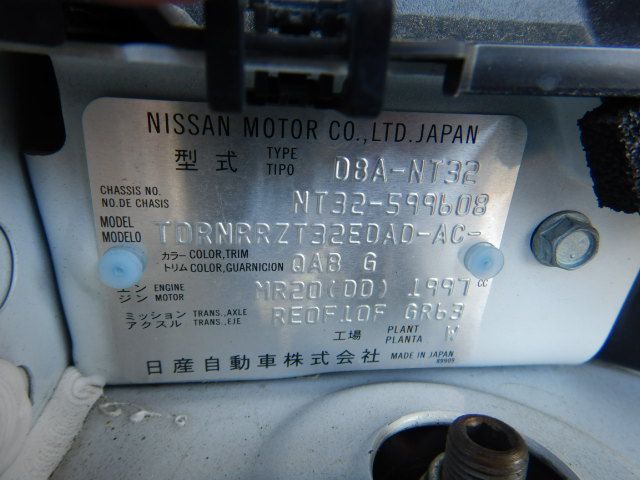 NISSAN MOTOR CO.,LTD.JAPAN
型式 TYPE TIPO DBA-NT32
CHASSIS NO. NO.DE CHASIS NT32-599608
MODEL MODELO TDRNRRZT32EDAD-AC-
カラー COLOR,TRIM トリム COLOR,GUARNICION QAB G
エン ENGINE ジン MOTOR MR20(DD) 1997 CC
ミッション TRANS.,AXLE アクスル TRANS.,EJE RE0F10F GR63
工場 PLANT PLANTA W
日産自動車株式会社 MADE IN JAPAN
89909